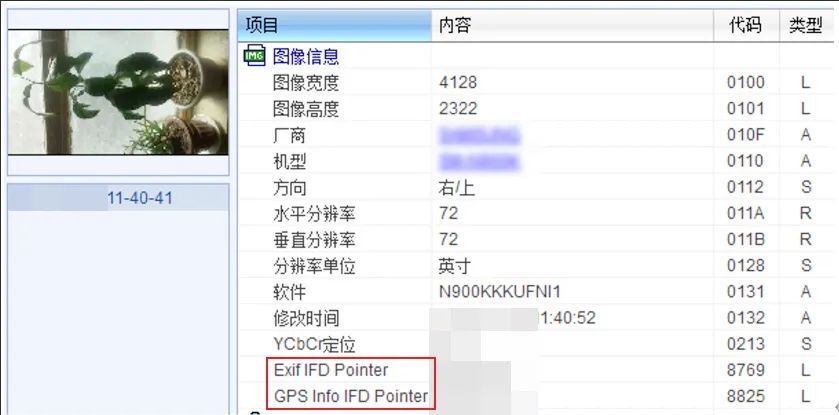 项目 内容 代码 类型
IMG 图像信息
图像宽度 4128 0100 L
图像高度 2322 0101 L
厂商 010F A
机型 0110 A
方向 右/上 0112 S
水平分辨率 72 011A R
垂直分辨率 72 011B R
分辨率单位 英寸 0128 S
软件 N900KKKUFNI1 0131 A
修改时间 1:40:52 0132 A
YCbCr定位 0213 S
Exif IFD Pointer 8769 L
GPS Info IFD Pointer 8825 L
11-40-41